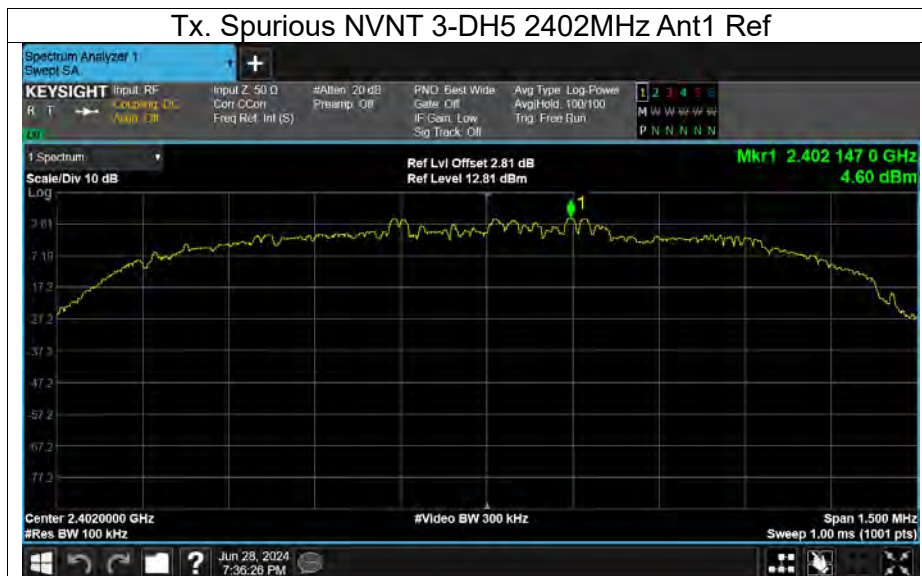 Tx. Spurious NVNT 3-DH5 2402MHz Ant1 Ref
Spectrum Analyzer 1
Swept SA
+
KEYSIGHT Input: RF
R T Coupling: DC
Align: Off
Input Z: 50 Ω
Corr CCorr
Freq Ref: Int (S)
#Atten: 20 dB
Preamp: Off
PNO: Best Wide
Gate: Off
IF Gain: Low
Sig Track: Off
Avg Type: Log-Power
Avg|Hold: 100/100
Trig: Free Run
1 2 3 4 5 6
M W W W W W
P N N N N N
1 Spectrum
Scale/Div 10 dB
Log
Ref Lvl Offset 2.81 dB
Ref Level 12.81 dBm
Mkr1 2.402 147 0 GHz
4.60 dBm
1
2.81
-7.19
-17.2
-27.2
-37.2
-47.2
-57.2
-67.2
-77.2
Center 2.4020000 GHz
#Res BW 100 kHz
#Video BW 300 kHz
Span 1.500 MHz
Sweep 1.00 ms (1001 pts)
?
Jun 28, 2024
7:36:26 PM